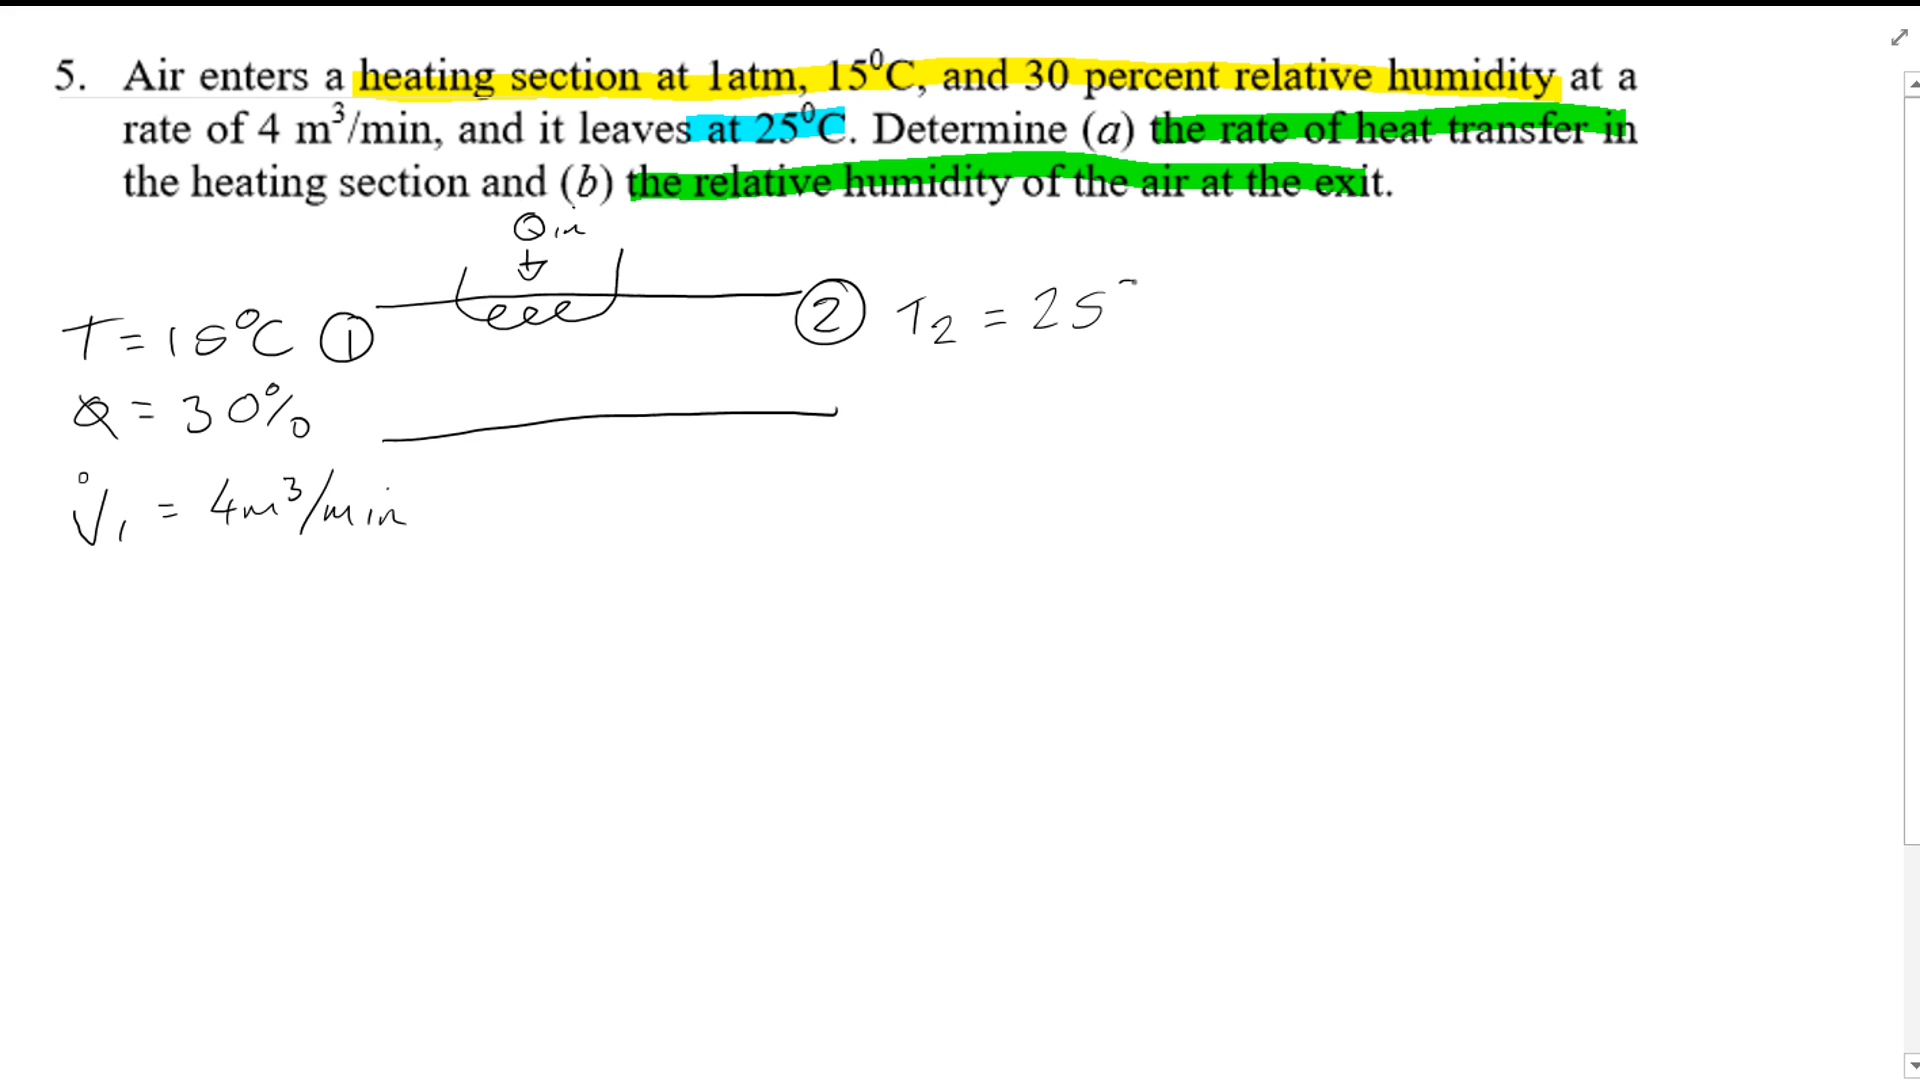 5. Air enters a heating section at 1atm, 15⁰C, and 30 percent relative humidity at a
rate of 4 m³/min, and it leaves at 25⁰C. Determine (a) the rate of heat transfer in
the heating section and (b) the relative humidity of the air at the exit.
Qin
T = 15°C ①
② T₂ = 25
Ø = 30%
V̇₁ = 4m³/min